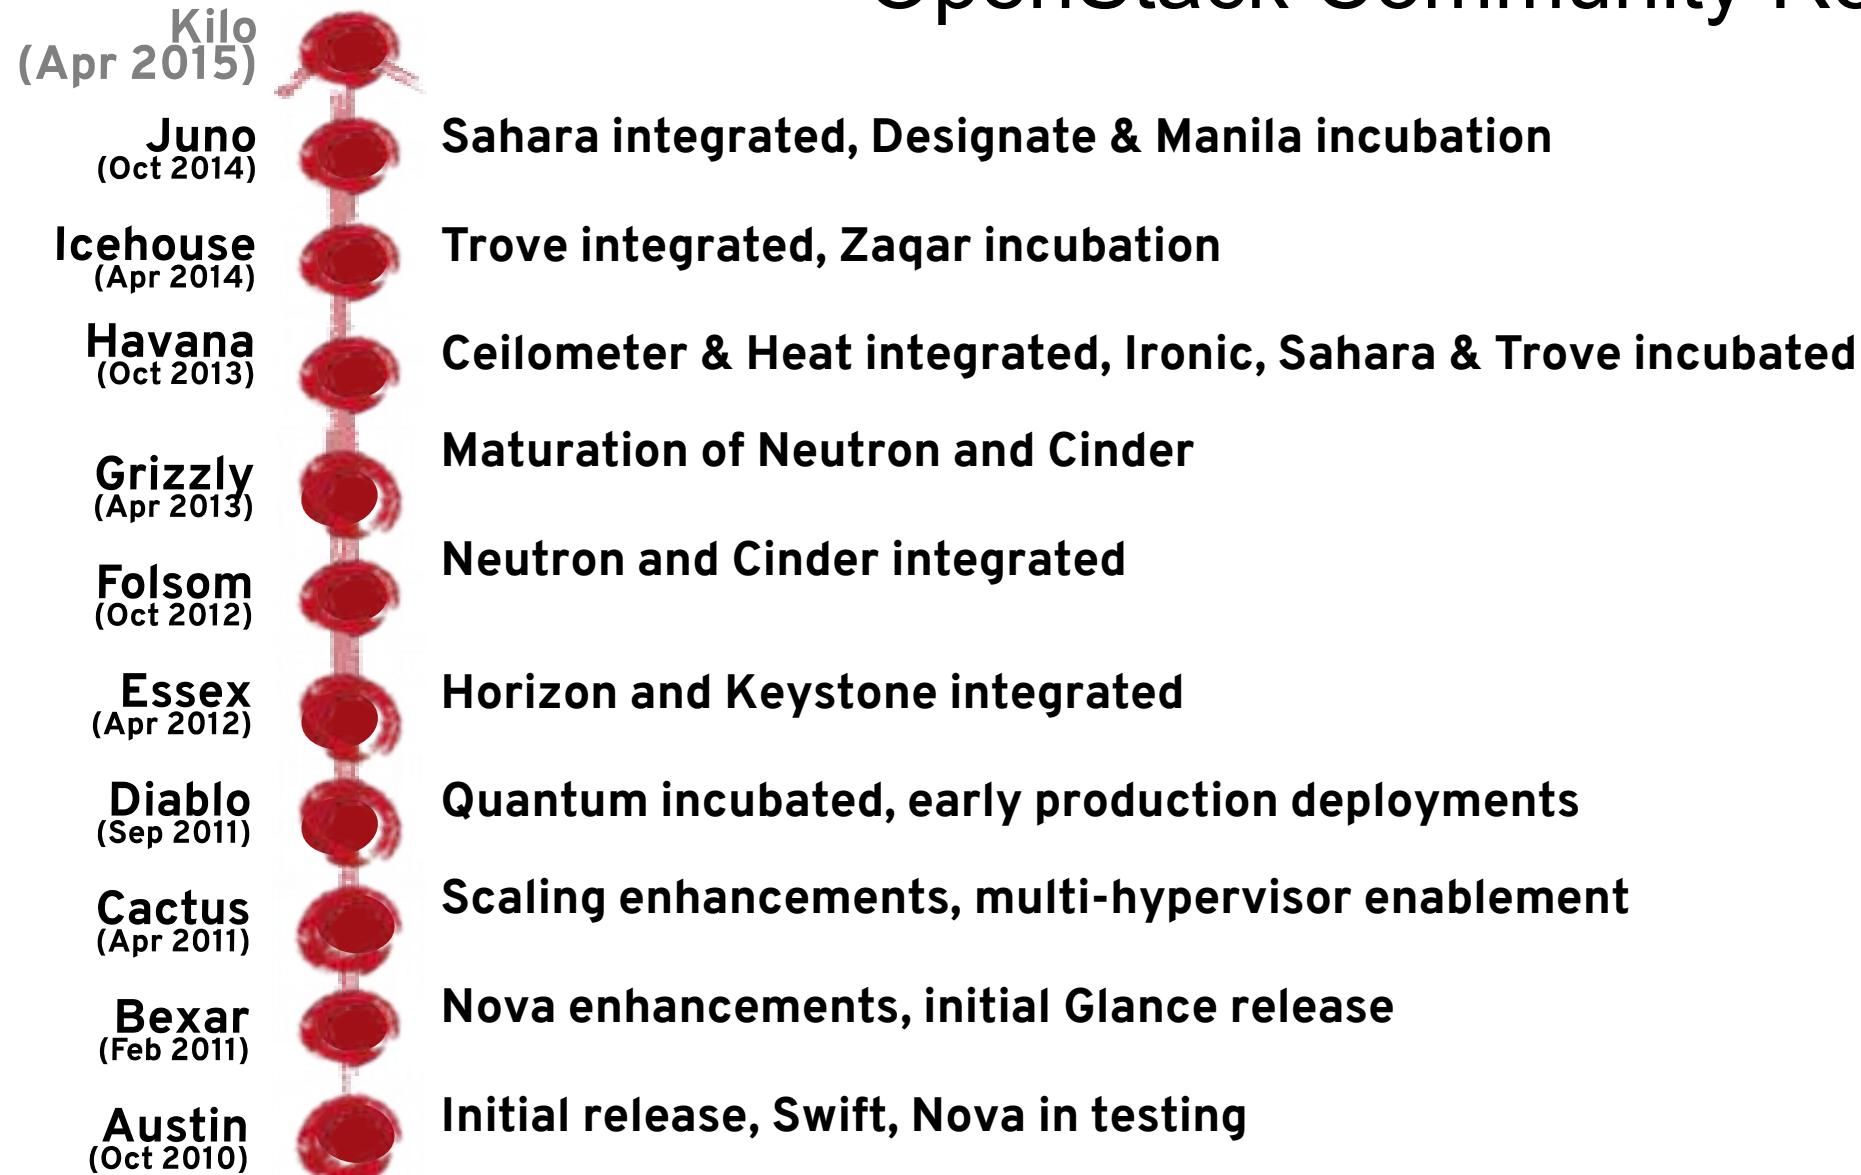 OpenStack Community
Kilo
(Apr 2015)
Juno
(Oct 2014)
Sahara integrated, Designate & Manila incubation
Icehouse
(Apr 2014)
Trove integrated, Zaqar incubation
Havana
(Oct 2013)
Ceilometer & Heat integrated, Ironic, Sahara & Trove incubated
Grizzly
(Apr 2013)
Maturation of Neutron and Cinder
Folsom
(Oct 2012)
Neutron and Cinder integrated
Essex
(Apr 2012)
Horizon and Keystone integrated
Diablo
(Sep 2011)
Quantum incubated, early production deployments
Cactus
(Apr 2011)
Scaling enhancements, multi-hypervisor enablement
Bexar
(Feb 2011)
Nova enhancements, initial Glance release
Austin
(Oct 2010)
Initial release, Swift, Nova in testing